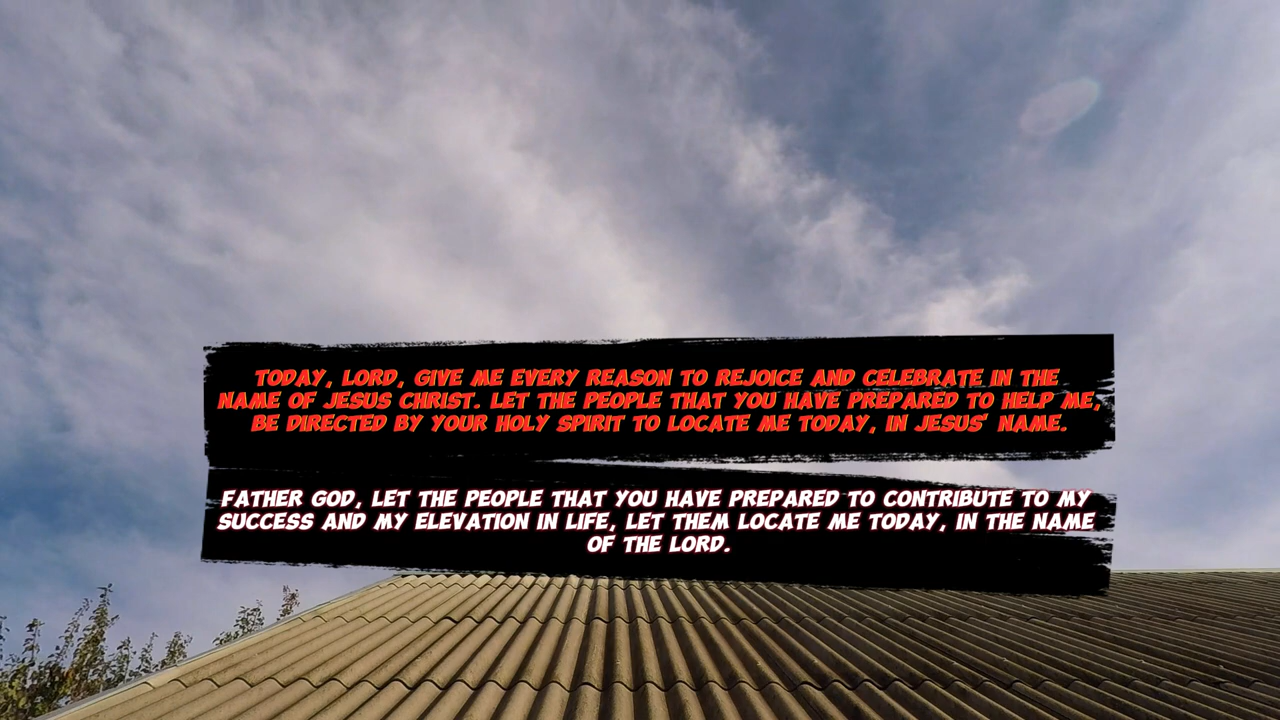 TODAY, LORD, GIVE ME EVERY REASON TO REJOICE AND CELEBRATE IN THE
NAME OF JESUS CHRIST. LET THE PEOPLE THAT YOU HAVE PREPARED TO HELP ME,
BE DIRECTED BY YOUR HOLY SPIRIT TO LOCATE ME TODAY, IN JESUS' NAME.
FATHER GOD, LET THE PEOPLE THAT YOU HAVE PREPARED TO CONTRIBUTE TO MY
SUCCESS AND MY ELEVATION IN LIFE, LET THEM LOCATE ME TODAY, IN THE NAME
OF THE LORD.